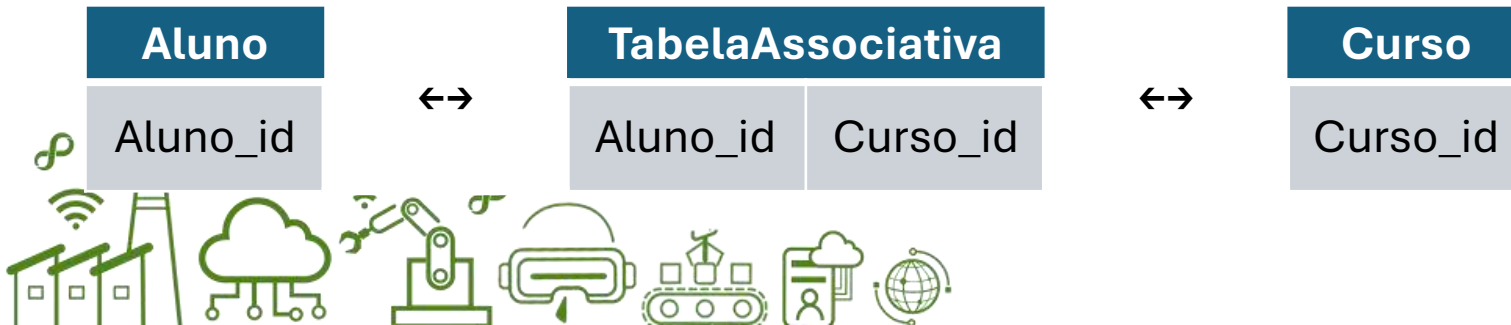 Aluno TabelaAssociativa Curso
Aluno_id ←→ Aluno_id Curso_id ←→ Curso_id